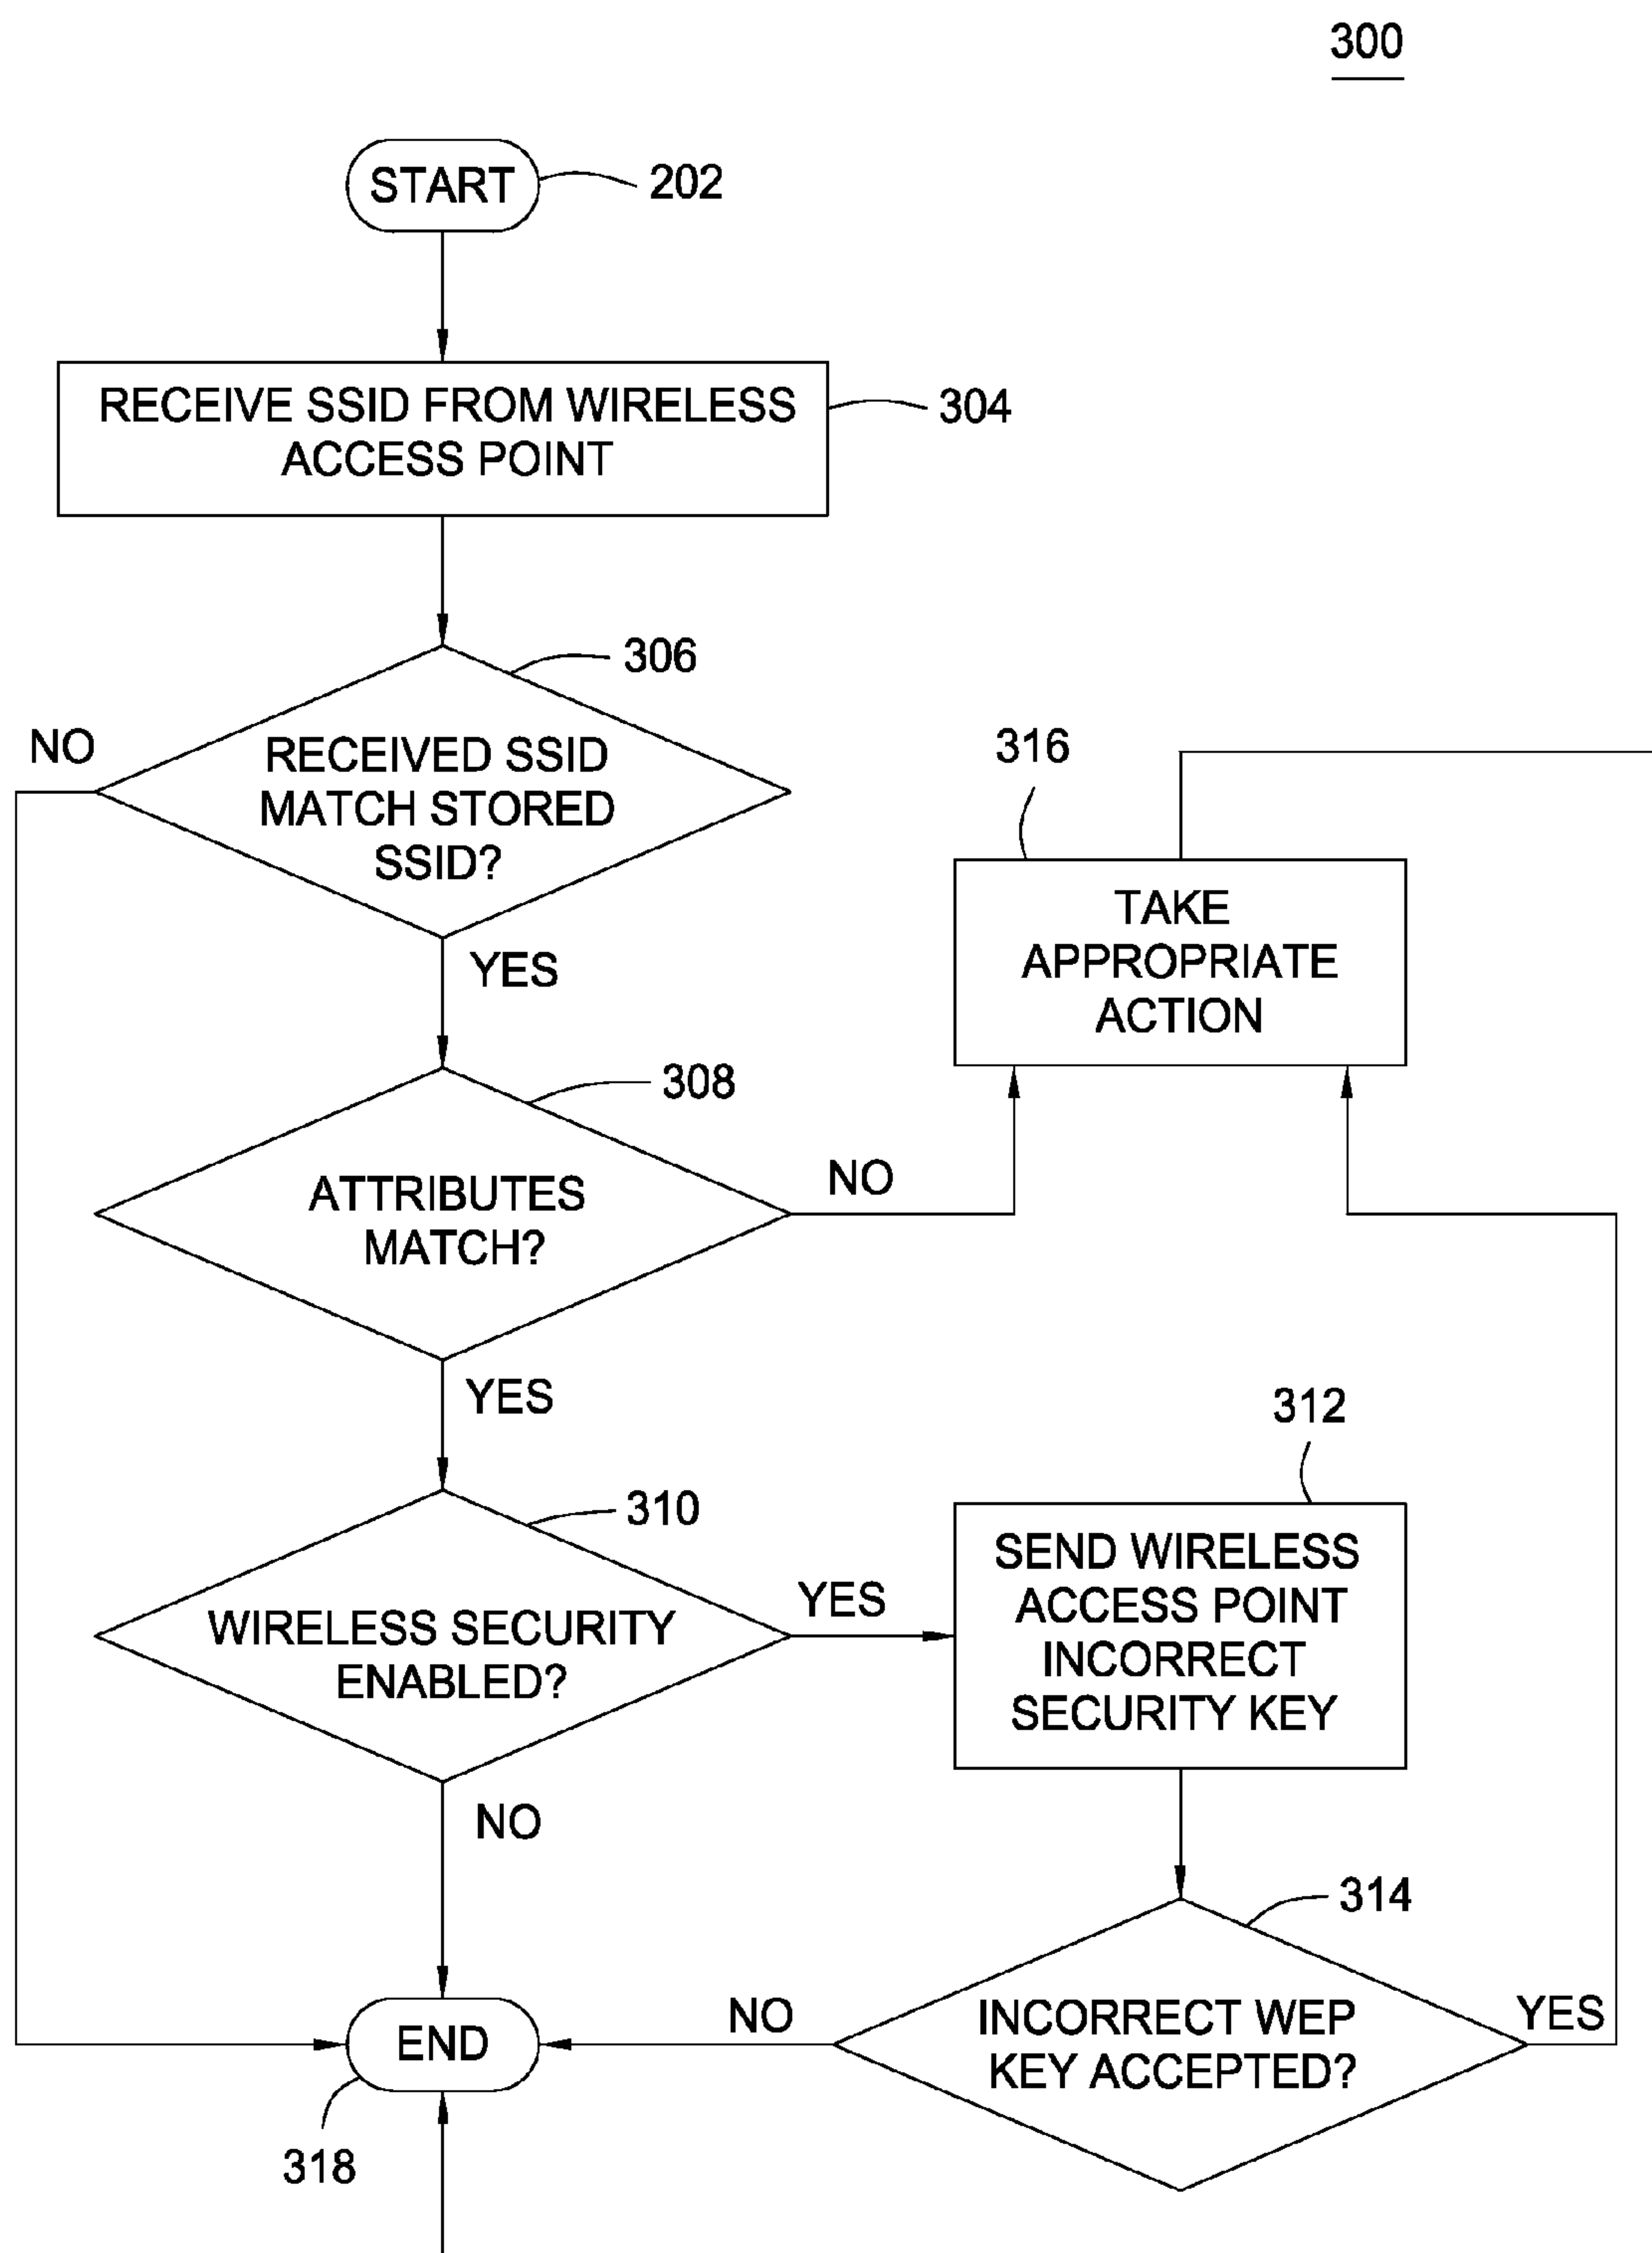 300
START
202
RECEIVE SSID FROM WIRELESS
ACCESS POINT
304
306
NO
RECEIVED SSID
MATCH STORED
SSID?
YES
316
TAKE
APPROPRIATE
ACTION
308
ATTRIBUTES
MATCH?
NO
YES
310
WIRELESS SECURITY
ENABLED?
YES
NO
312
SEND WIRELESS
ACCESS POINT
INCORRECT
SECURITY KEY
314
INCORRECT WEP
KEY ACCEPTED?
YES
NO
END
318